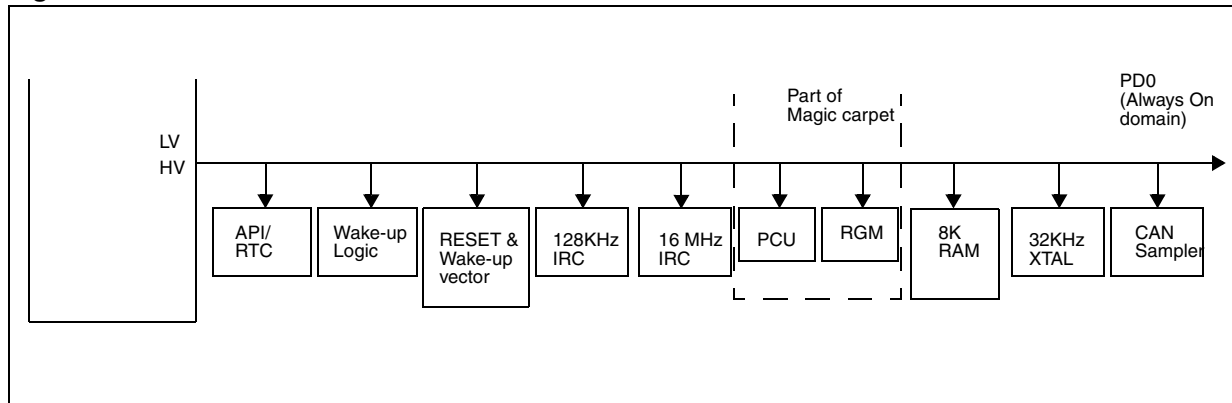 PD0
(Always On
domain)
Part of
Magic carpet
LV
HV
API/
RTC
Wake-up
Logic
RESET &
Wake-up
vector
128KHz
IRC
16 MHz
IRC
PCU
RGM
8K
RAM
32KHz
XTAL
CAN
Sampler